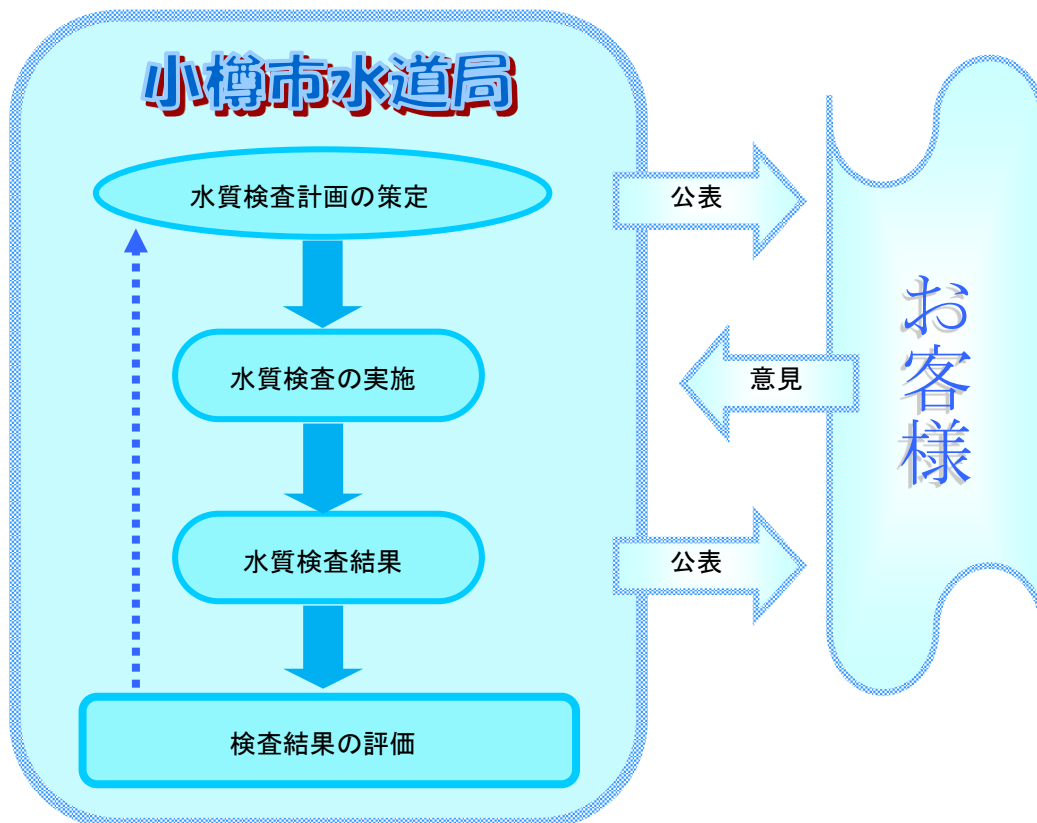 小樽市水道局
水質検査計画の策定
公表
水質検査の実施
意見
水質検査結果
公表
検査結果の評価
お客様